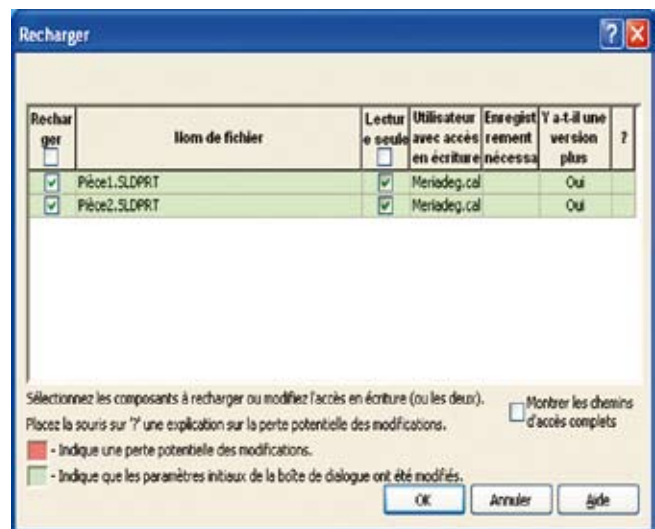 Recharger
Rechar ger
Nom de fichier
Lectur e seule
Utilisateur avec accès en écriture
Enregist rement nécessa
Y a-t-il une version plus
?
Pièce1.SLDPRT Meriadeg.cal Oui
Pièce2.SLDPRT Meriadeg.cal Oui
Sélectionnez les composants à recharger ou modifiez l'accès en écriture (ou les deux).
Placez la souris sur '?' une explication sur la perte potentielle des modifications.
Montrer les chemins
d'accès complets
- Indique une perte potentielle des modifications.
- Indique que les paramètres initiaux de la boîte de dialogue ont été modifiés.
OK Annuler Aide